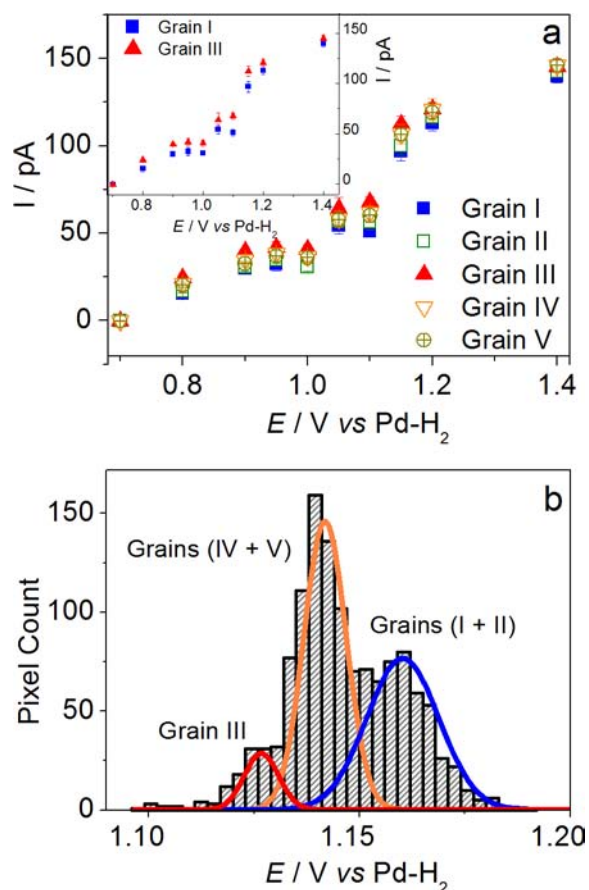 a
Grain I
Grain III
150
100
50
0
I / pA
0.8
1.0
1.2
1.4
E / V vs Pd-H2
150
100
50
0
I / pA
Grain I
Grain II
Grain III
Grain IV
Grain V
0.8
1.0
1.2
1.4
E / V vs Pd-H2
b
150
100
50
0
Pixel Count
Grains (IV + V)
Grains (I + II)
Grain III
1.10
1.15
1.20
E / V vs Pd-H2